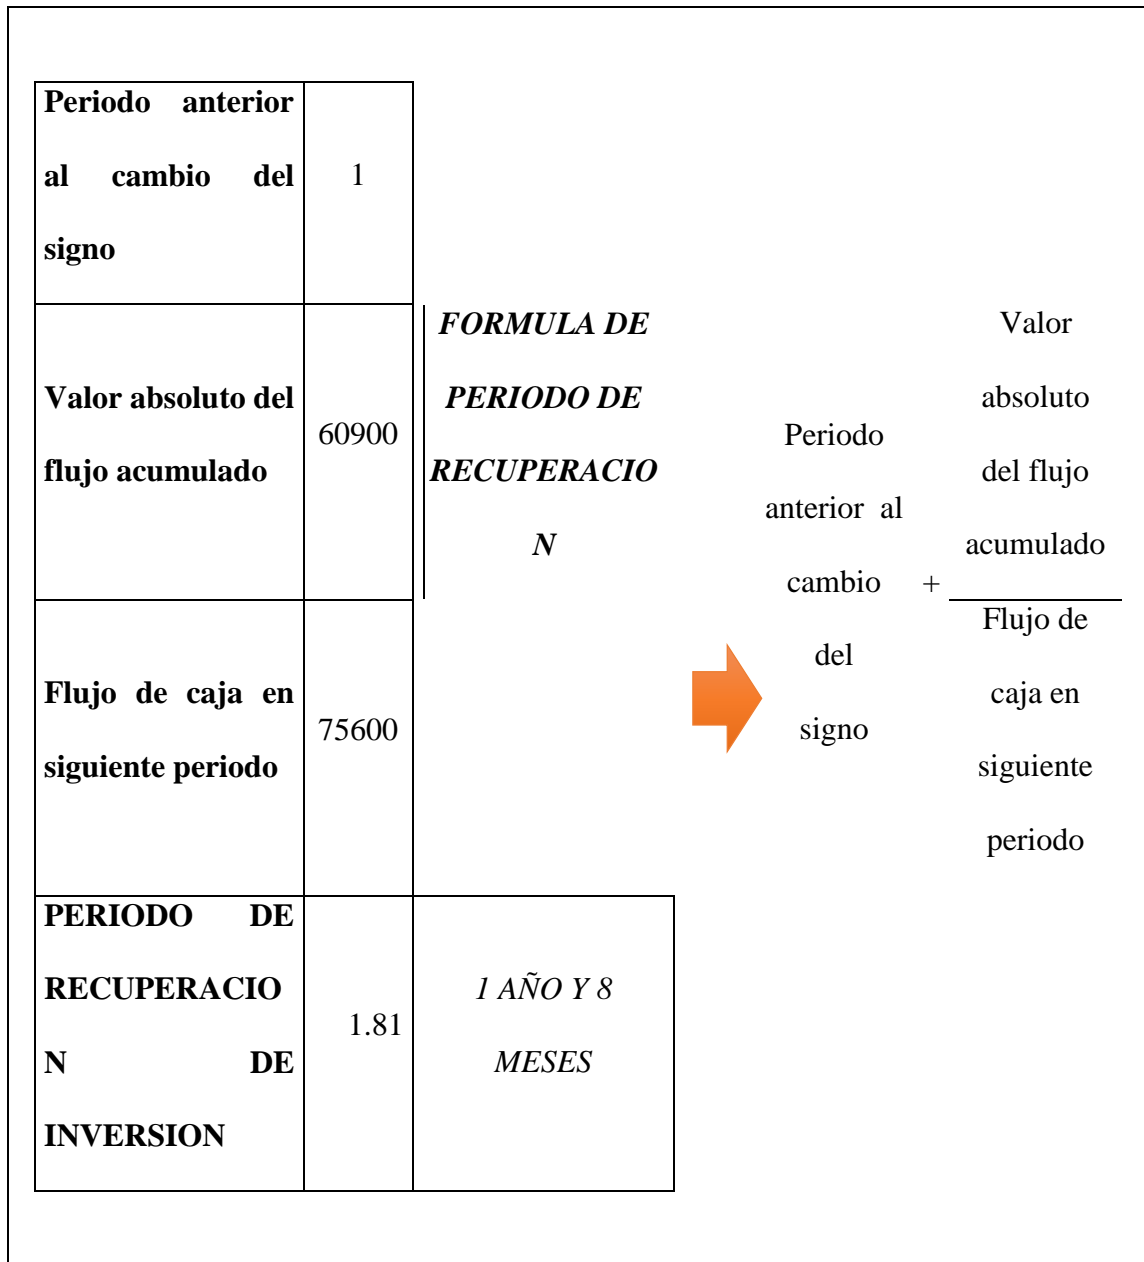 Periodo anterior
al cambio del
signo
1
Valor absoluto del
flujo acumulado
60900
FORMULA DE
PERIODO DE
RECUPERACIO
N
Flujo de caja en
siguiente periodo
75600
Periodo
anterior al
cambio
del
signo
+
Valor
absoluto
del flujo
acumulado
Flujo de
caja en
siguiente
periodo
PERIODO DE
RECUPERACIO
N DE
INVERSION
1.81
1 AÑO Y 8
MESES